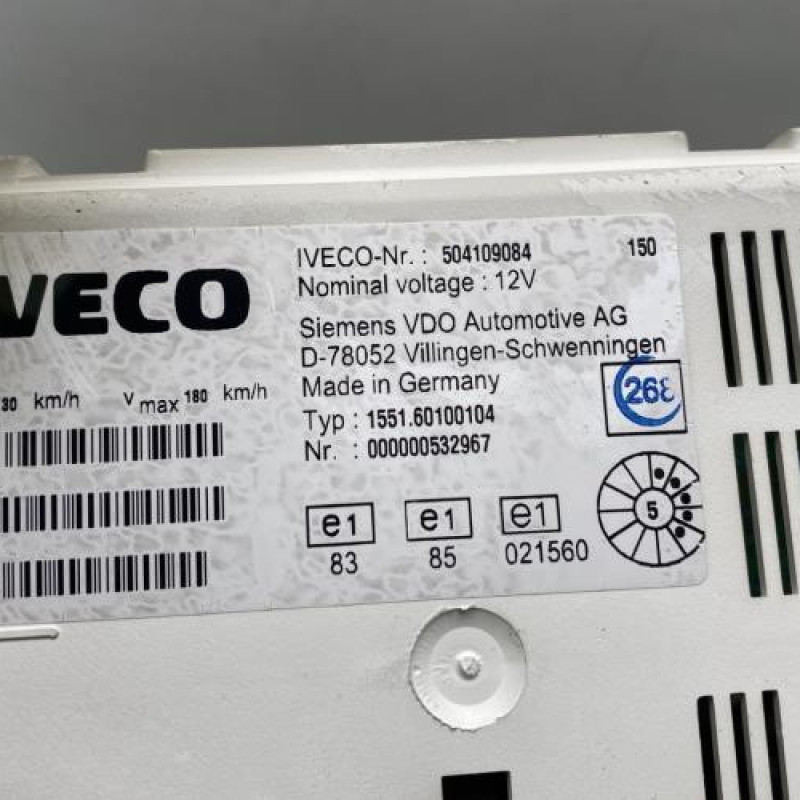 IVECO-Nr. : 504109084 150
Nominal voltage : 12V
VECO
Siemens VDO Automotive AG
D-78052 Villingen-Schwenningen
Made in Germany
30 km/h Vmax 180 km/h
Typ : 1551.60100104
Nr. : 000000532967
e1 e1 e1
83 85 021560
5